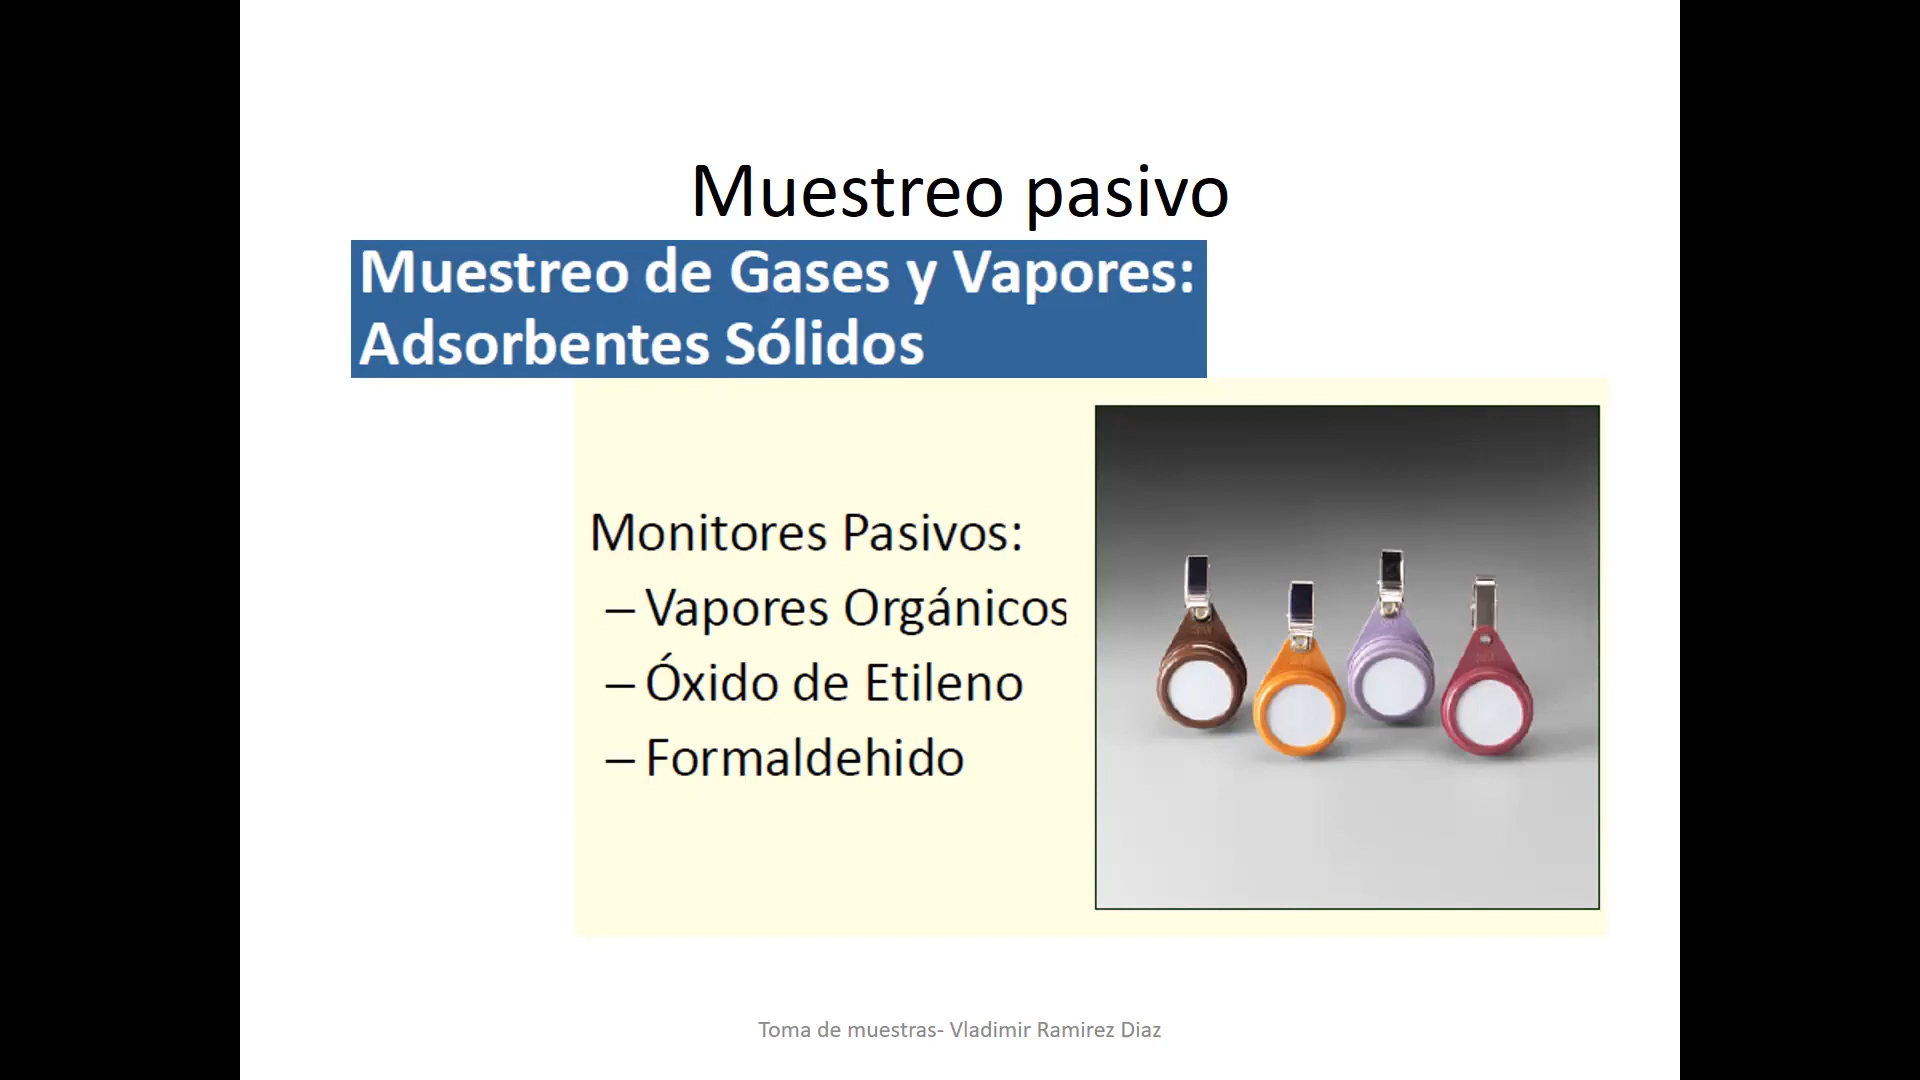 Muestreo pasivo
Muestreo de Gases y Vapores:
Adsorbentes Sólidos
Monitores Pasivos:
– Vapores Orgánicos
– Óxido de Etileno
– Formaldehido
Toma de muestras- Vladimir Ramirez Diaz